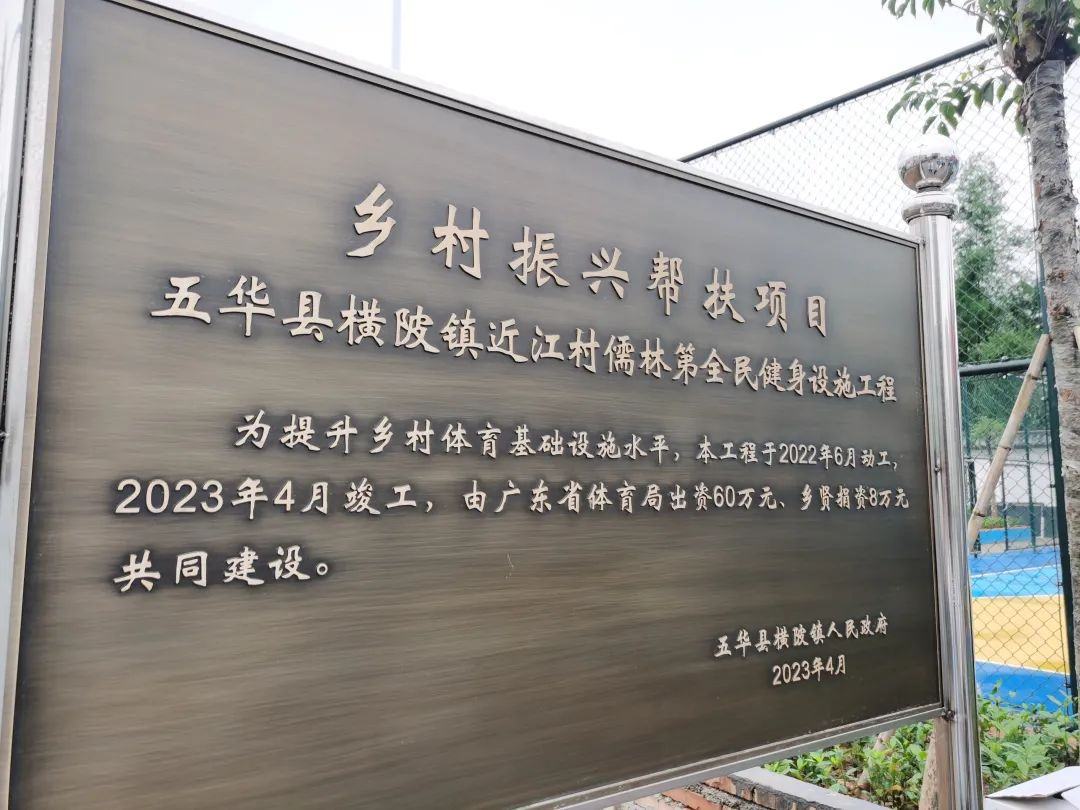 乡村振兴帮扶项目
五华县横陂镇近江村儒林第全民健身设施工程
为提升乡村体育基础设施水平，本工程于2022年6月动工，
2023年4月竣工，由广东省体育局出资60万元、乡贤捐资8万元
共同建设。
五华县横陂镇人民政府
2023年4月